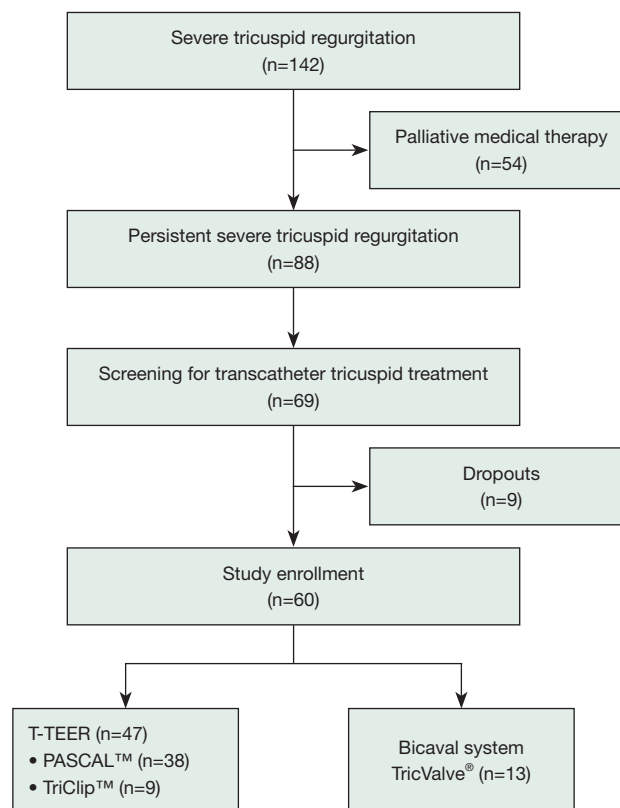 Severe tricuspid regurgitation
(n=142)
Palliative medical therapy
(n=54)
Persistent severe tricuspid regurgitation
(n=88)
Screening for transcatheter tricuspid treatment
(n=69)
Dropouts
(n=9)
Study enrollment
(n=60)
T-TEER (n=47)
• PASCAL™ (n=38)
• TriClip™ (n=9)
Bicaval system
TricValve® (n=13)